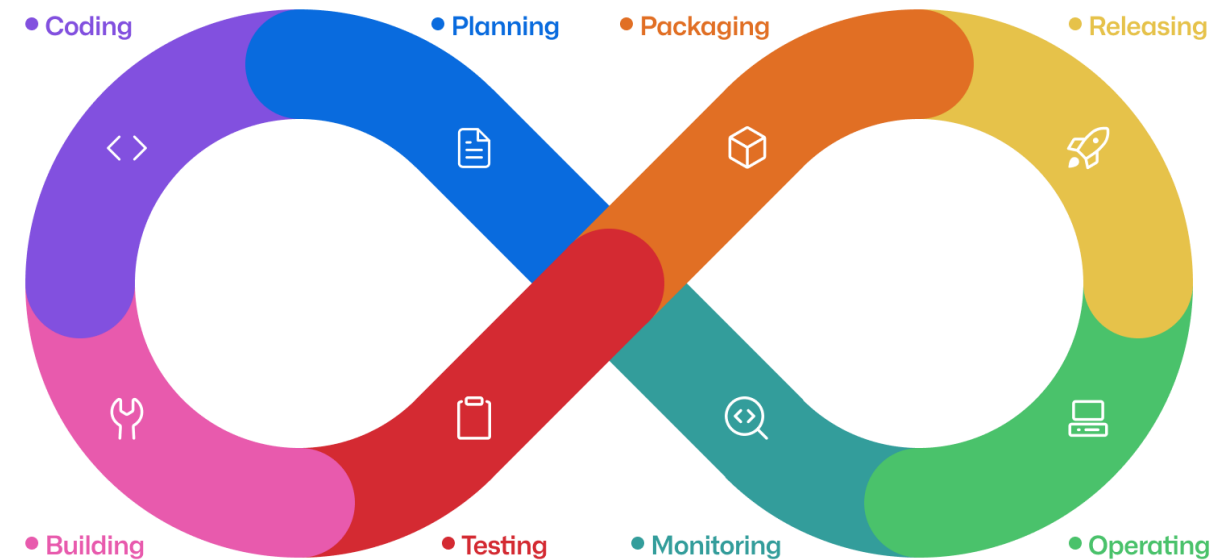 Coding
Planning
Packaging
Releasing
Building
Testing
Monitoring
Operating